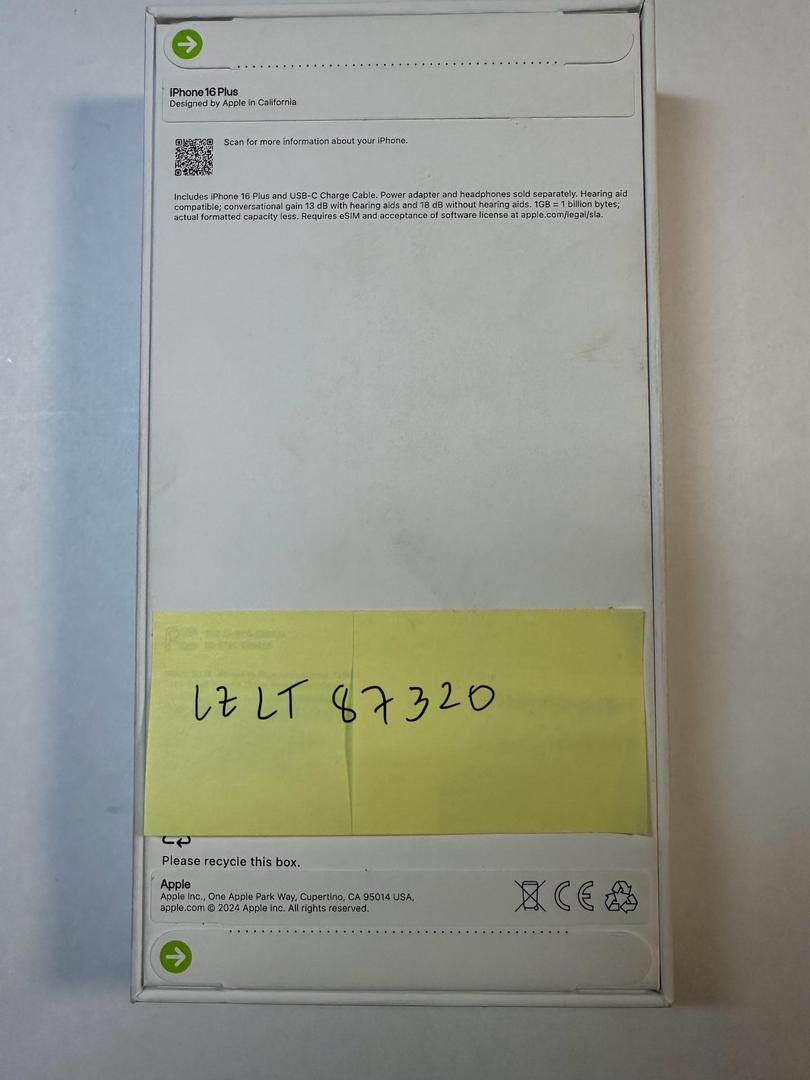 iPhone 16 Plus
Designed by Apple in California
Scan for more information about your iPhone.
Includes iPhone 16 Plus and USB-C Charge Cable. Power adapter and headphones sold separately. Hearing aid
compatible; conversational gain 13 dB with hearing aids and 18 dB without hearing aids. 1GB = 1 billion bytes;
actual formatted capacity less. Requires eSIM and acceptance of software license at apple.com/legal/sla.
LZLT 87320
Please recycle this box.
Apple
Apple Inc., One Apple Park Way, Cupertino, CA 95014 USA,
apple.com © 2024 Apple Inc. All rights reserved.